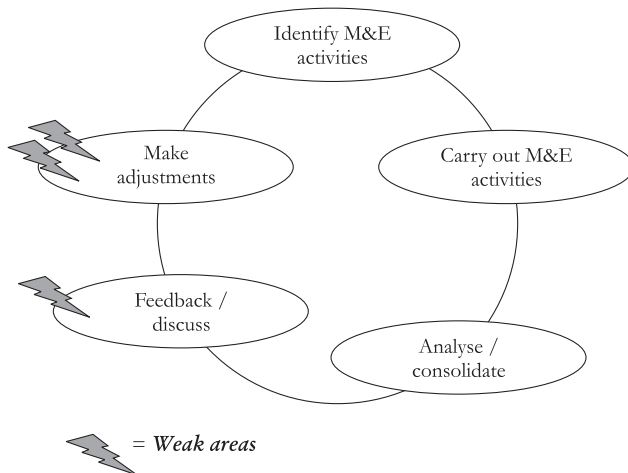 Identify M&E
activities
Make
adjustments
Carry out M&E
activities
Feedback /
discuss
Analyse /
consolidate
= Weak areas